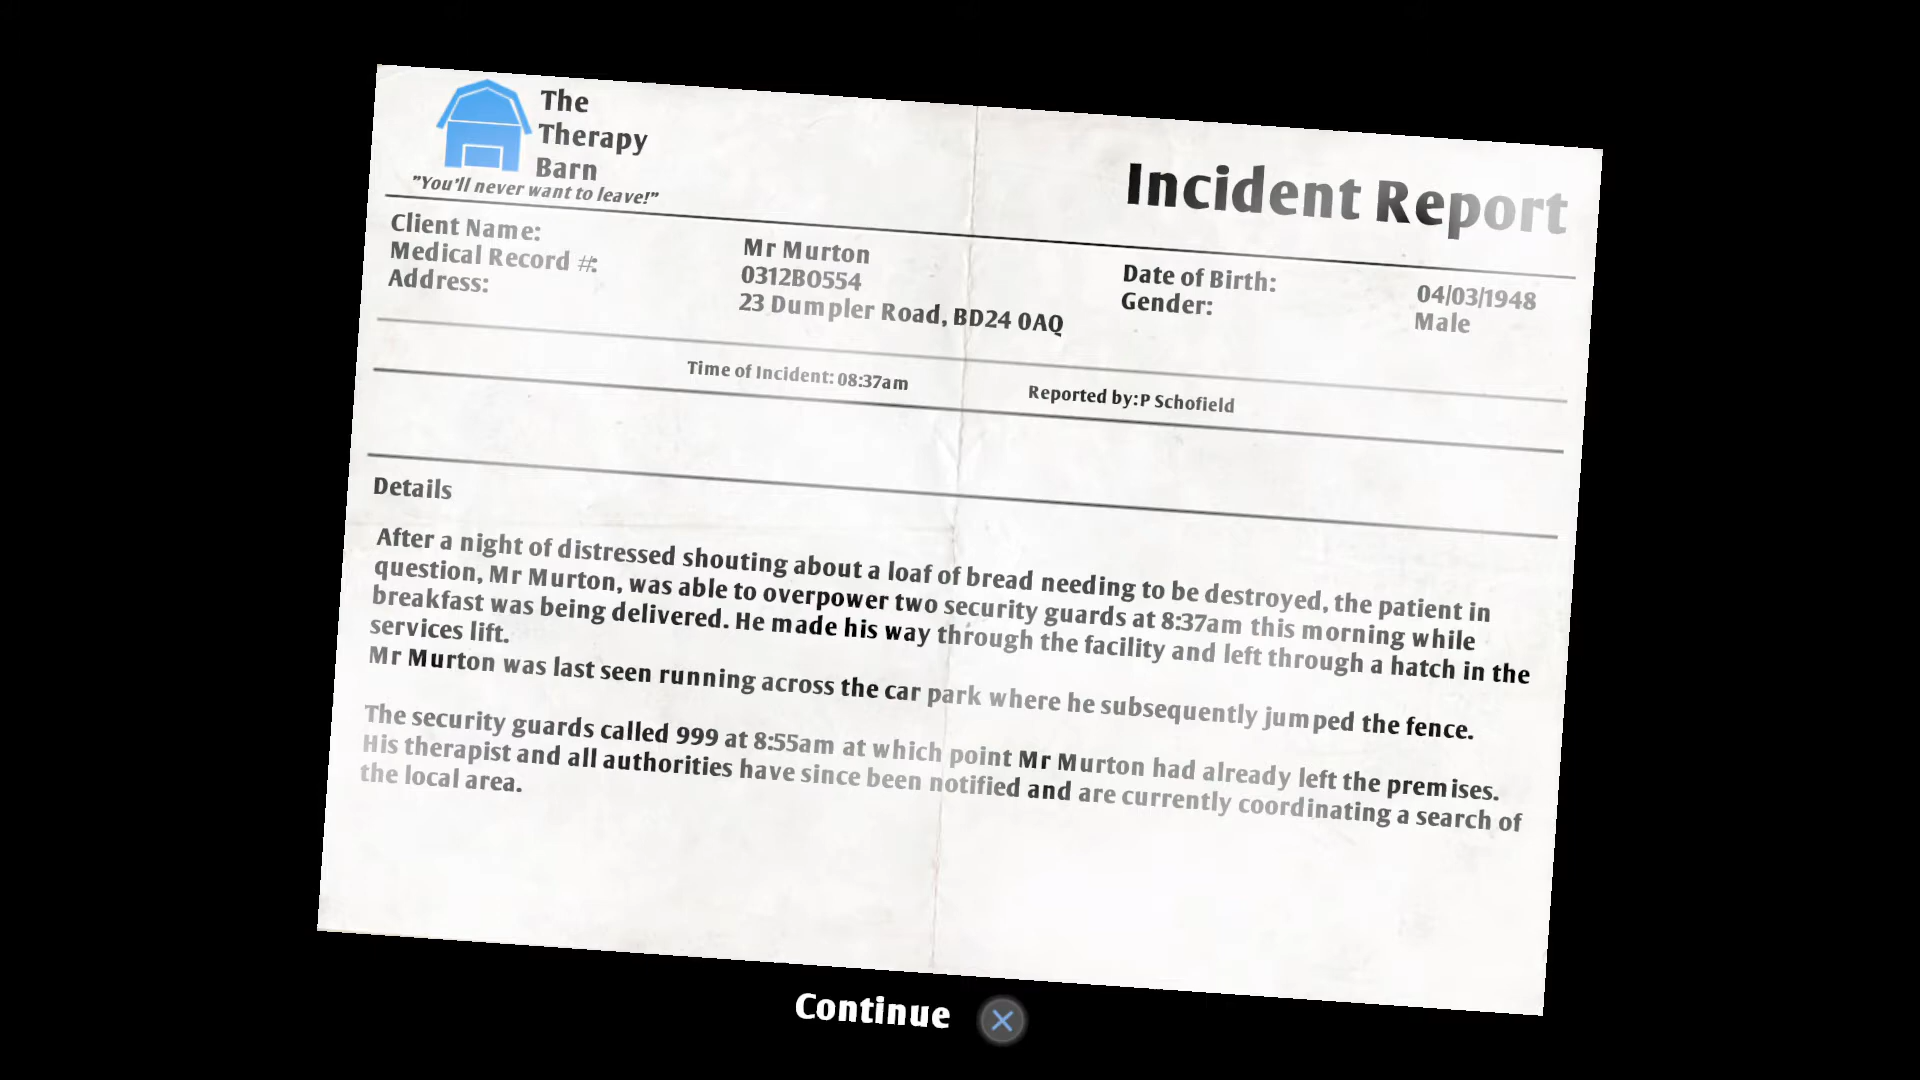 The
Therapy
Barn
"You'll never want to leave!"
Incident Report
Client Name: Mr Murton
Medical Record #: 0312BO554
Address: 23 Dumpler Road, BD24 0AQ
Date of Birth: 04/03/1948
Gender: Male
Time of Incident: 08:37am Reported by:P Schofield
Details
After a night of distressed shouting about a loaf of bread needing to be destroyed, the patient in
question, Mr Murton, was able to overpower two security guards at 8:37am this morning while
breakfast was being delivered. He made his way through the facility and left through a hatch in the
services lift.
Mr Murton was last seen running across the car park where he subsequently jumped the fence.
The security guards called 999 at 8:55am at which point Mr Murton had already left the premises.
His therapist and all authorities have since been notified and are currently coordinating a search of
the local area.
Continue